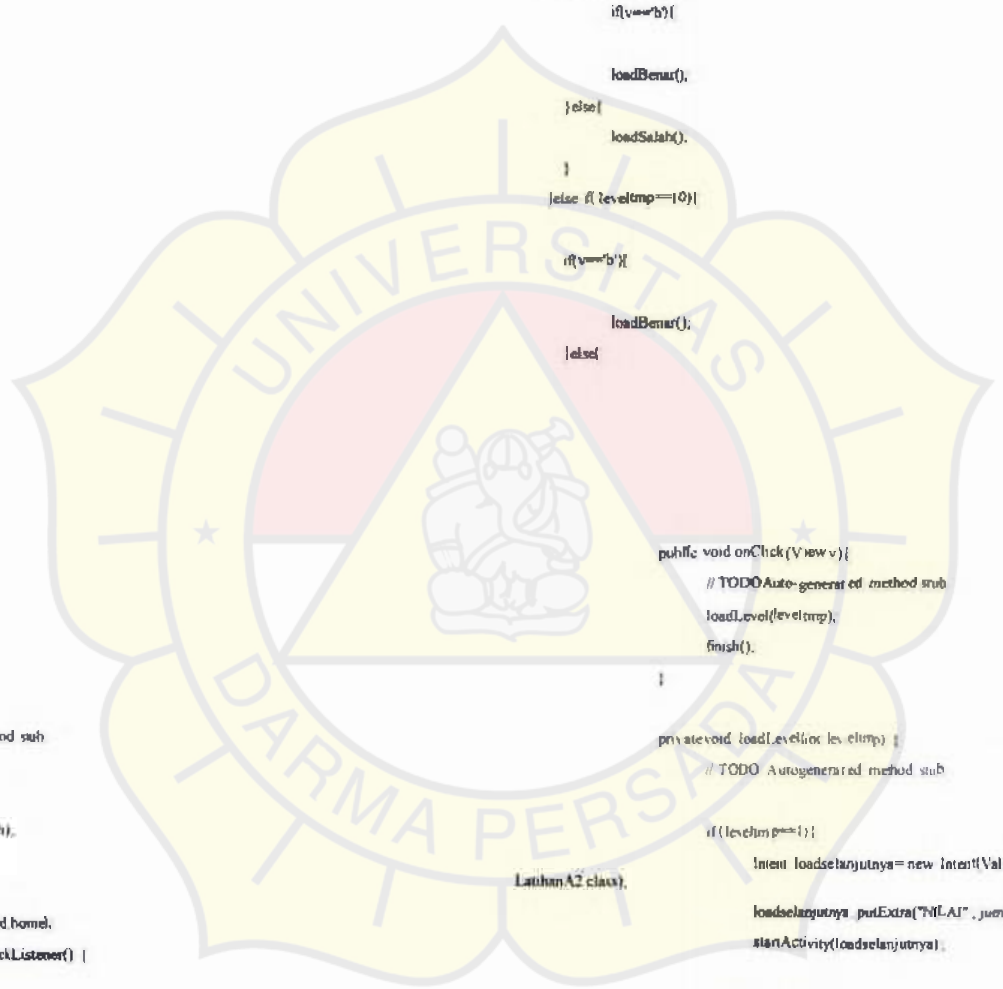 if(v=='b'){
loadBenar(),
}else{
loadSalah().
}
}else if( leveltmp==10){
if(v=='b'){
loadBenar();
}else{
UNIVERSITAS
DARMA PERSADA
public void onClick(View v){
// TODO Auto-generated method stub
loadLevel(leveltmp),
finish().
}
private void loadLevel(int leveltmp) {
// TODO Autogenerated method stub
if(leveltmp==1){
Intent loadselanjutnya= new Intent(Val
LatihanA2 class),
loadselanjutnya putExtra("NILAI" , jum
startActivity(loadselanjutnya)
od stub
d.home).
ckListener() {